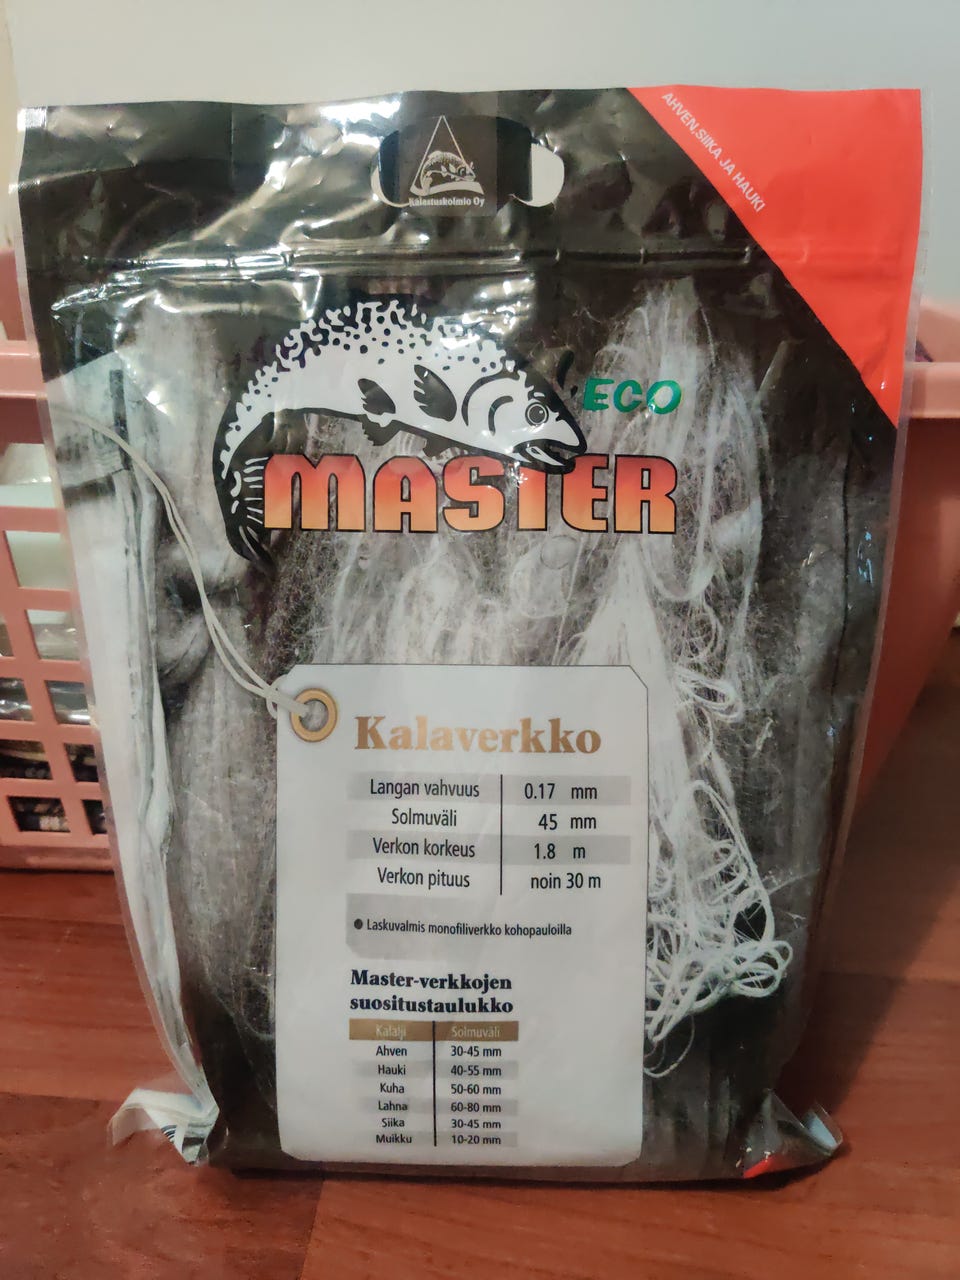 Kalastuskolmio Oy
AHVEN, SIIKA JA HAUKI
ECO
MASTER
Kalaverkko
Langan vahvuus 0.17 mm
Solmuväli 45 mm
Verkon korkeus 1.8 m
Verkon pituus noin 30 m
● Laskuvalmis monofiiliverkko kohopauloilla
Master-verkkojen
suositustaulukko
Kalalji Solmuväli
Ahven 30-45 mm
Hauki 40-55 mm
Kuha 50-60 mm
Lahna 60-80 mm
Siika 30-45 mm
Muikku 10-20 mm